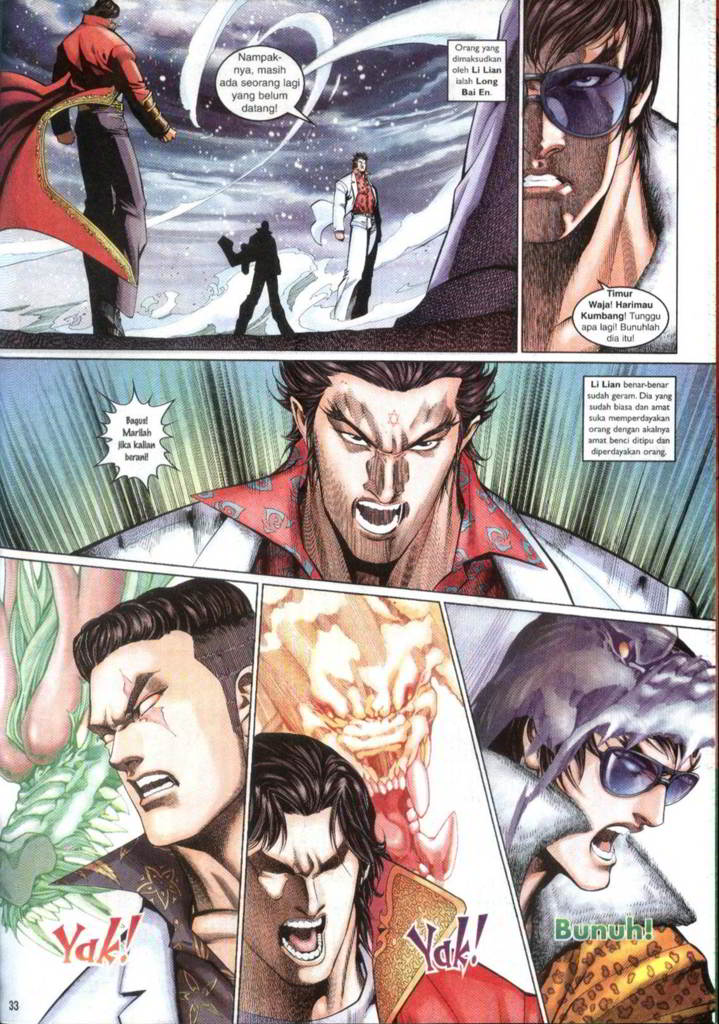 Nampak-
nya, masih
ada seorang lagi
yang belum
datang!
Orang yang
dimaksudkan
oleh Li Lian
ialah Long
Bai En.
Timur
Waja! Harimau
Kumbang! Tunggu
apa lagi! Bunuhlah
dia itu!
Bagus!
Marilah
jika kalian
berani!
Li Lian benar-benar
sudah geram. Dia yang
sudah biasa dan amat
suka memperdayakan
orang dengan akalnya
amat benci ditipu dan
diperdayakan orang.
Yak!
Yak!
Bunuh!
33